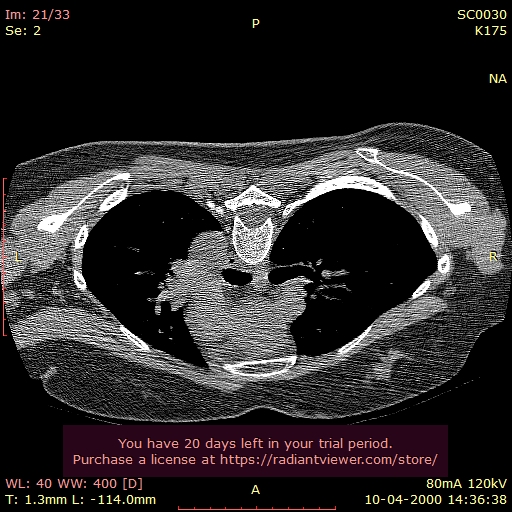 Im: 21/33
Se: 2
P
SC0030
K175
NA
L
R
You have 20 days left in your trial period.
Purchase a license at https://radiantviewer.com/store/
WL: 40 WW: 400 [D]
T: 1.3mm L: -114.0mm
A
80mA 120kV
10-04-2000 14:36:38